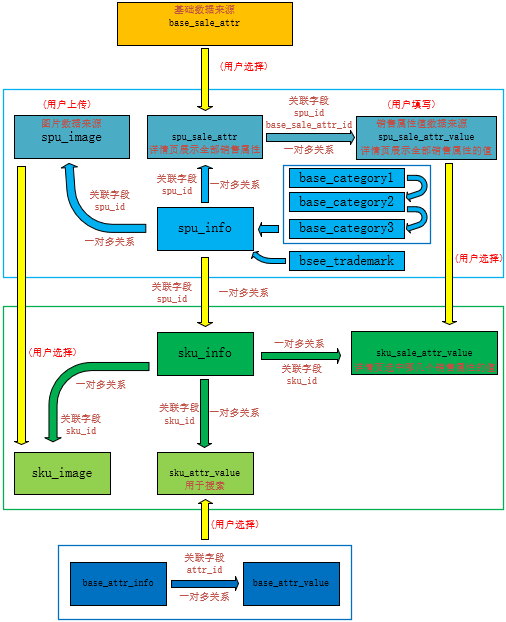 基础数据来源
base_sale_attr
(用户选择)
(用户上传)
图片数据来源
spu_image
spu_sale_attr
详情页展示全部销售属性
关联字段
spu_id
base_sale_attr_id
一对多关系
(用户填写)
销售属性值数据来源
spu_sale_attr_value
详情页展示全部销售属性的值
关联字段
spu_id
一对多关系
关联字段
spu_id
一对多关系
spu_info
base_category1
base_category2
base_category3
bsee_trademark
(用户选择)
关联字段
spu_id
一对多关系
(用户选择)
sku_info
一对多关系
关联字段
sku_id
sku_sale_attr_value
一对多关系
关联字段
sku_id
关联字段
sku_id
一对多关系
sku_image
sku_attr_value
用于搜索
(用户选择)
关联字段
attr_id
一对多关系
base_attr_info
base_attr_value